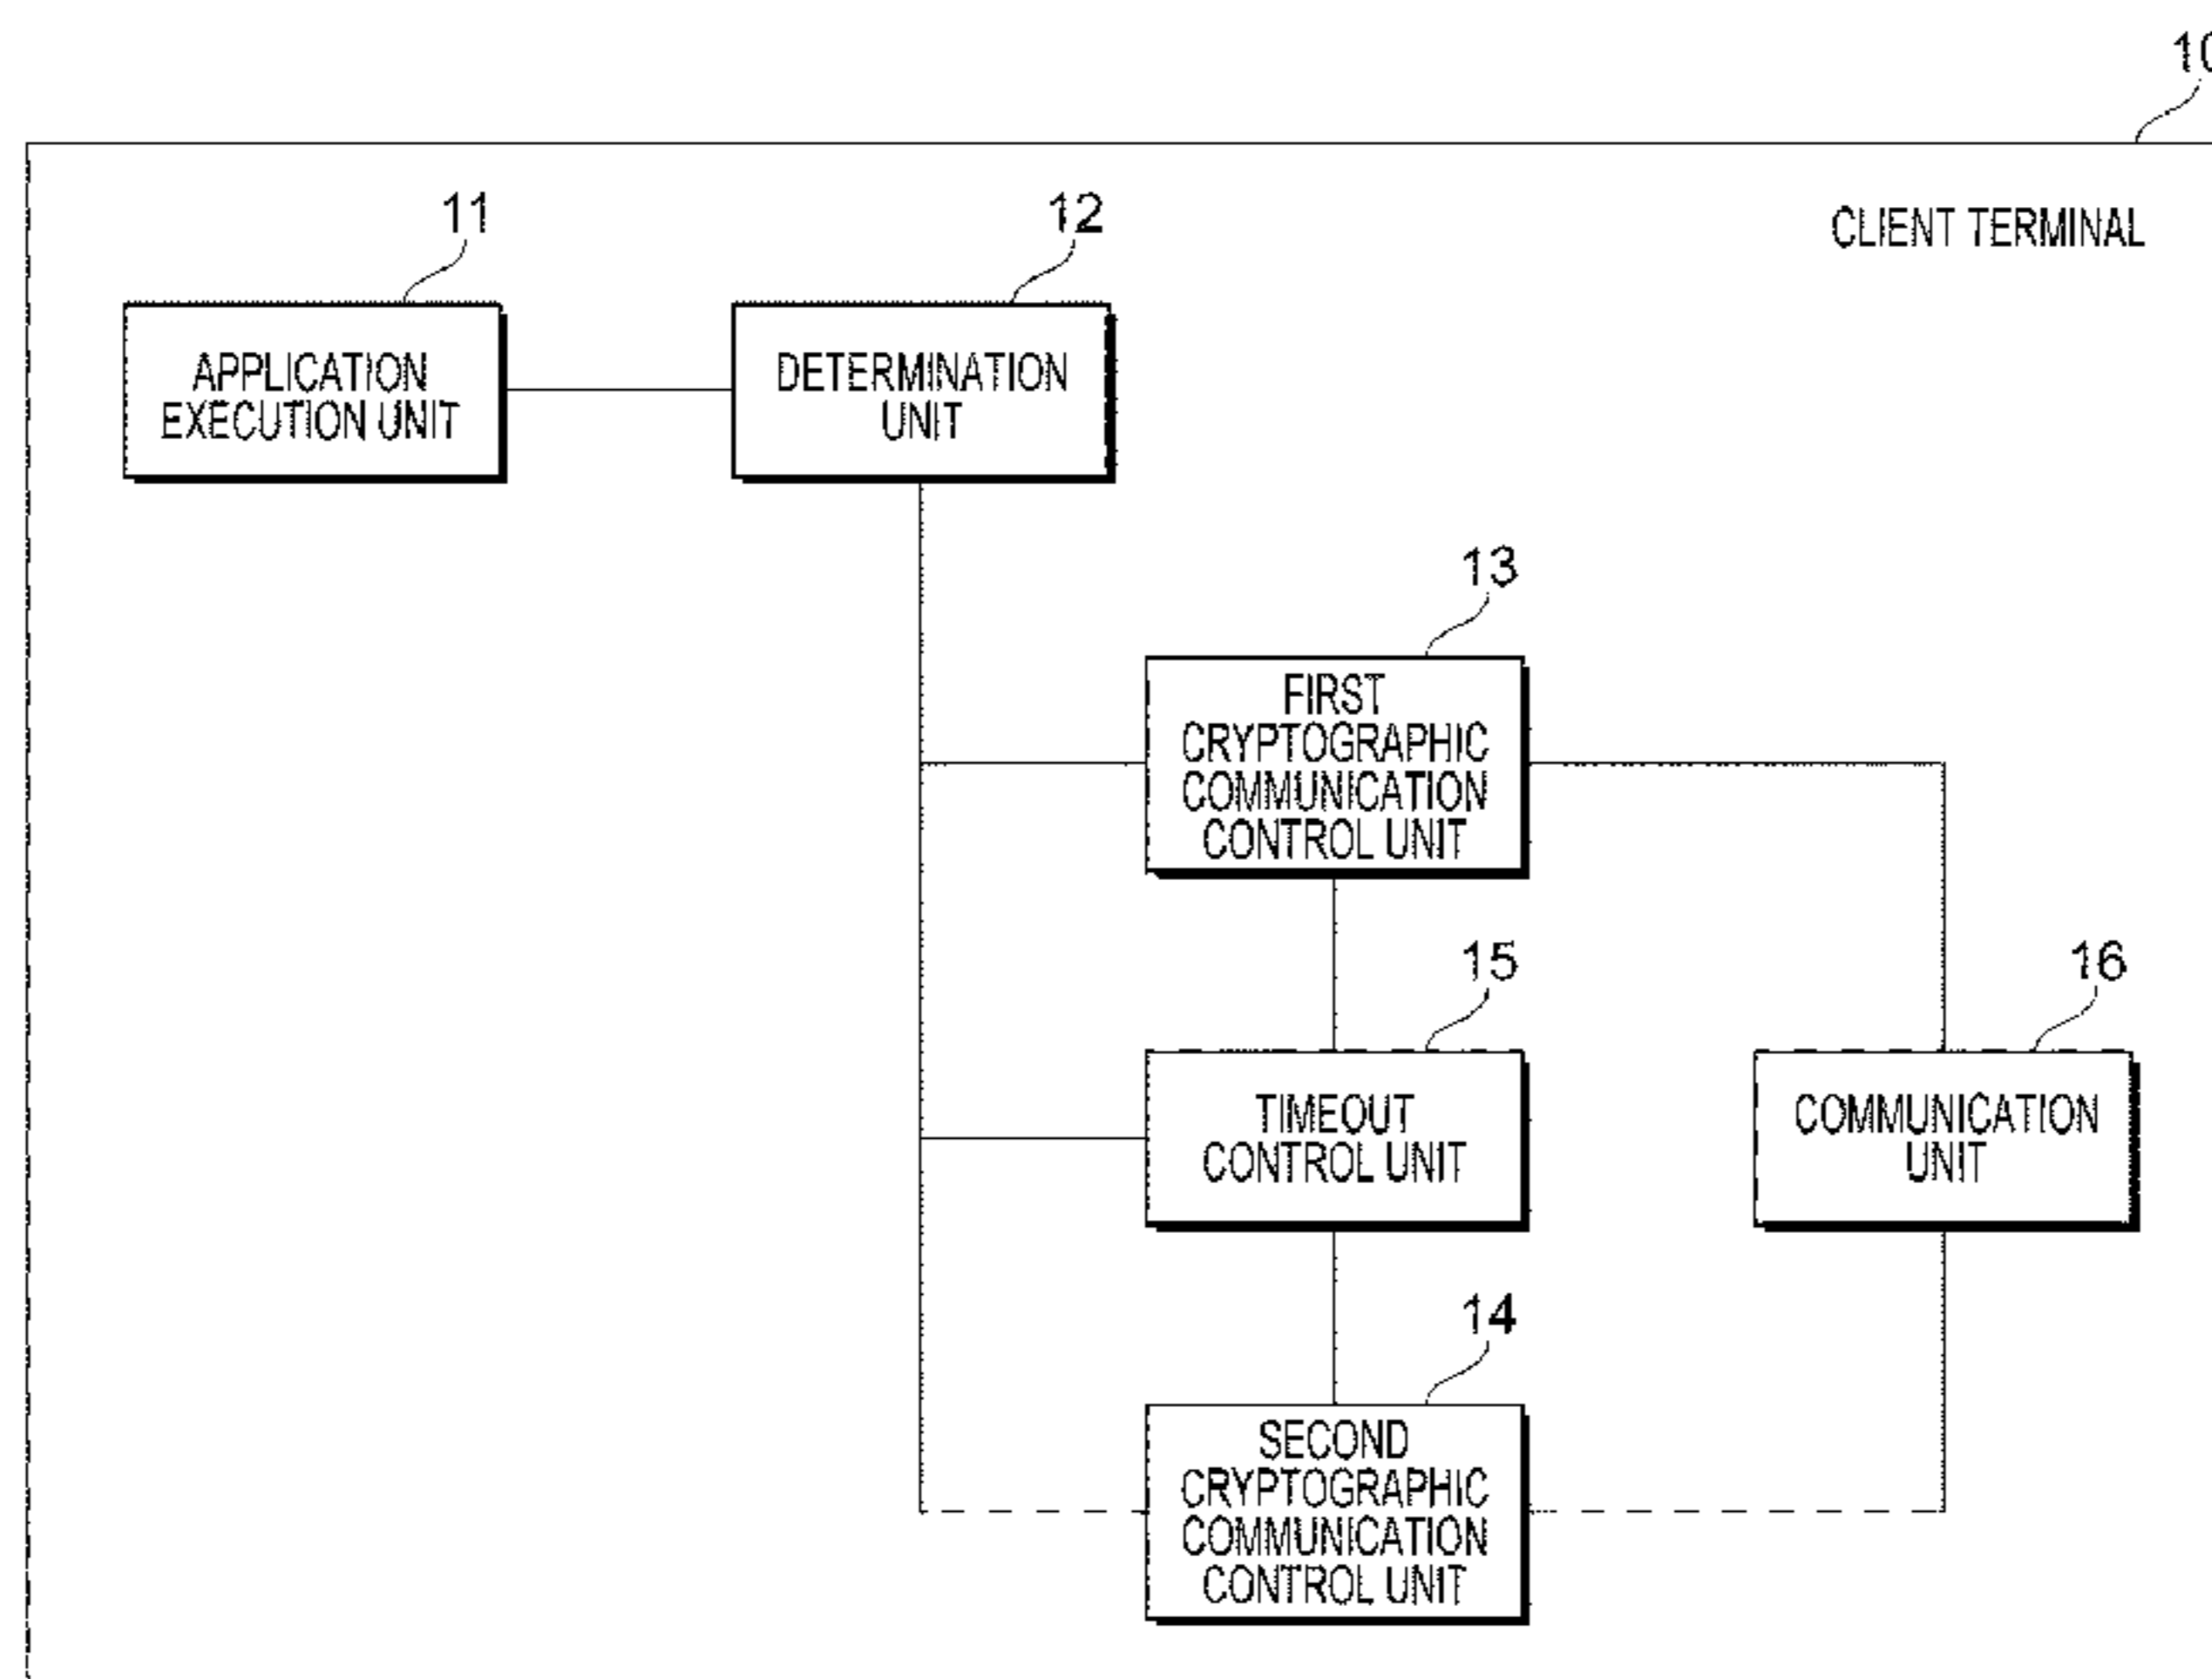 10
CLIENT TERMINAL
11
12
APPLICATION
EXECUTION UNIT
DETERMINATION
UNIT
13
FIRST
CRYPTOGRAPHIC
COMMUNICATION
CONTROL UNIT
15
16
TIMEOUT
CONTROL UNIT
COMMUNICATION
UNIT
14
SECOND
CRYPTOGRAPHIC
COMMUNICATION
CONTROL UNIT